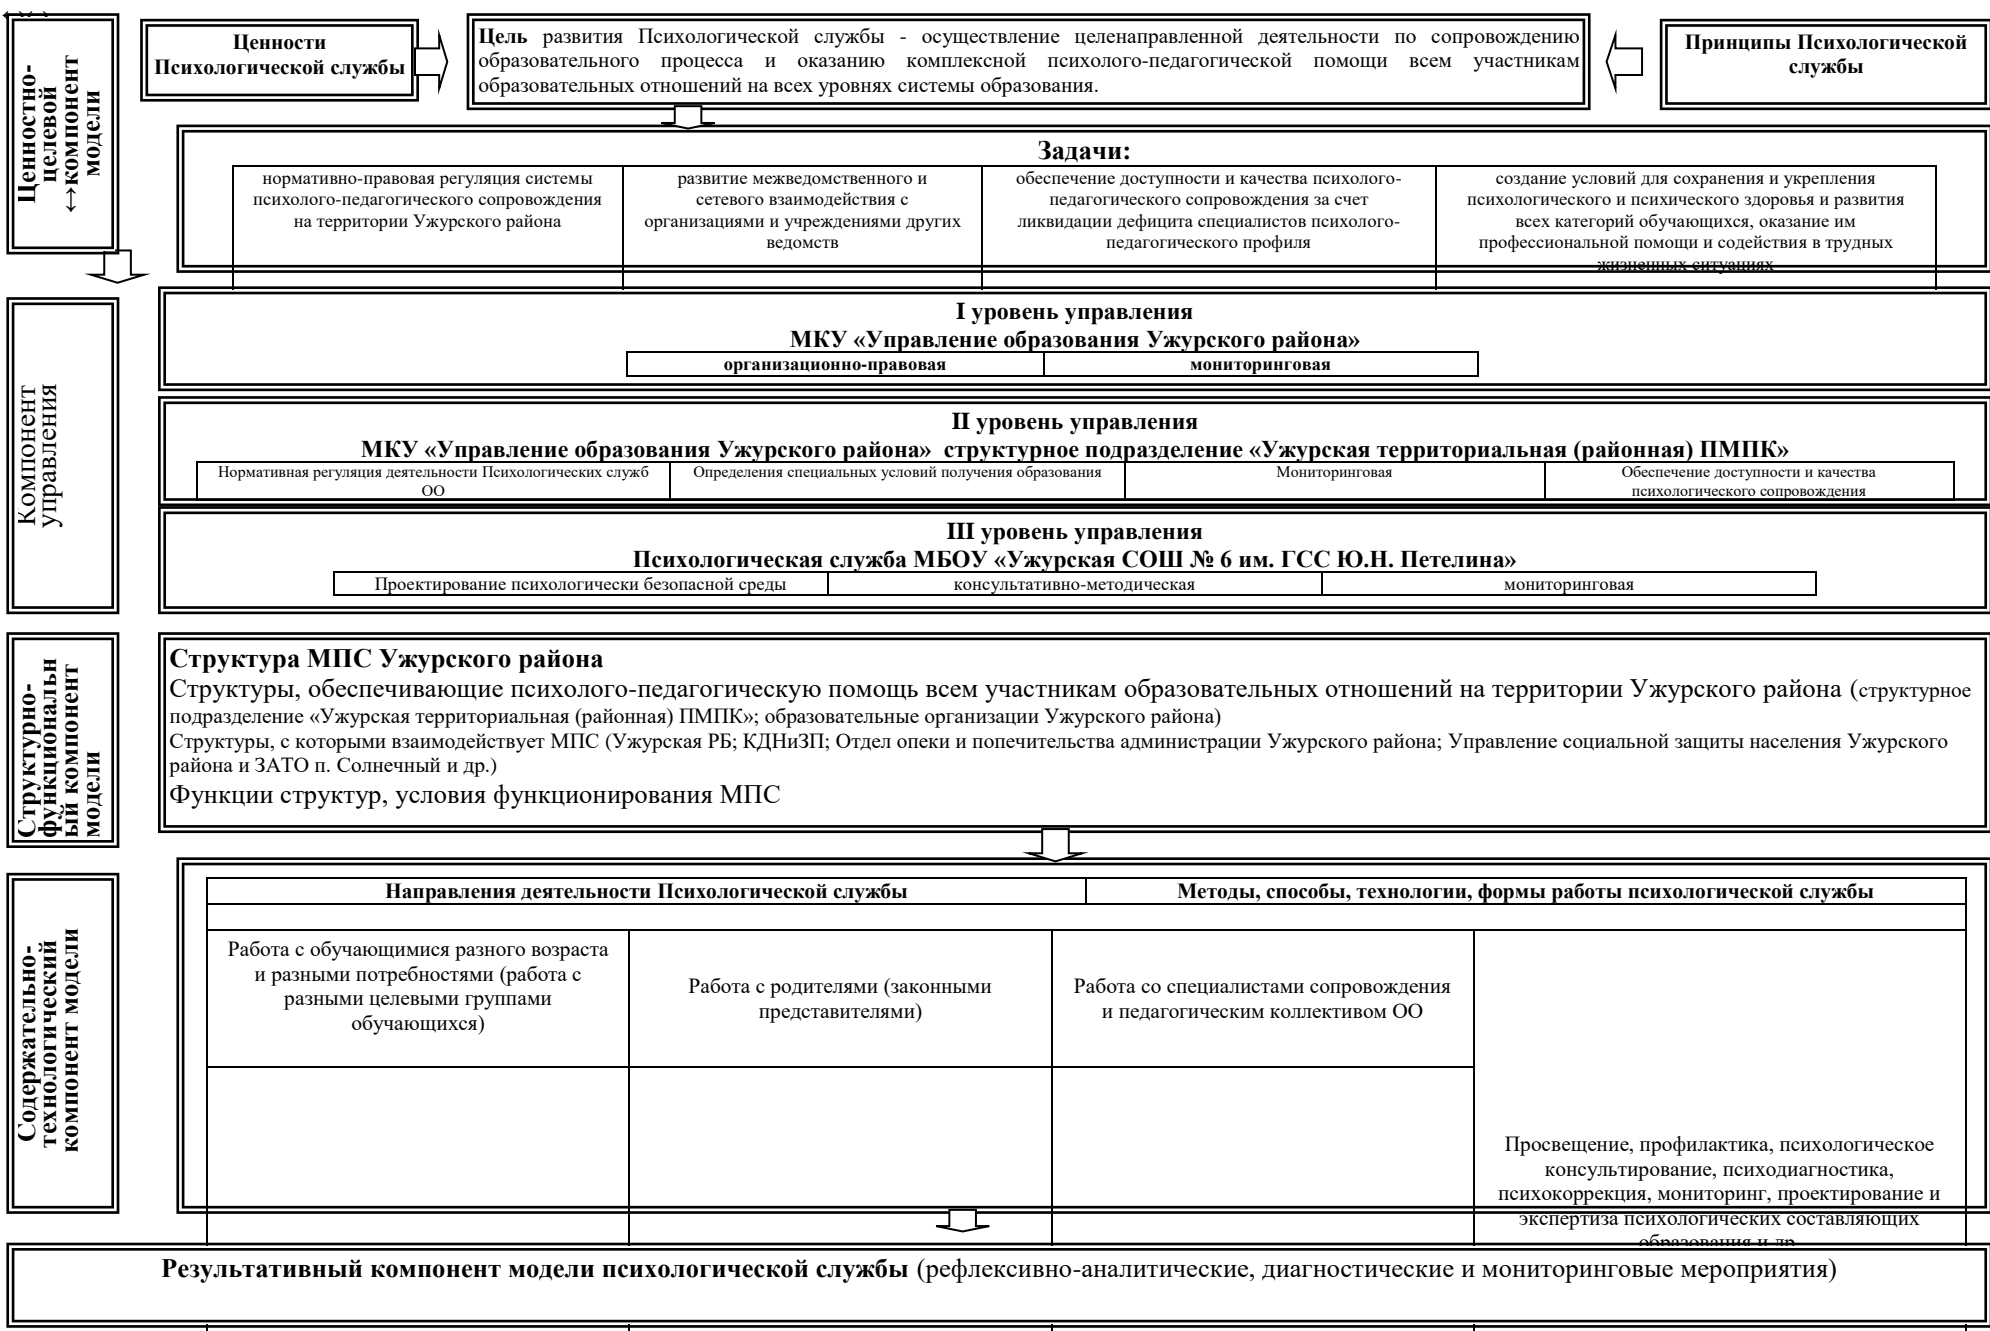 Ценностно-
целевой
↔компонент
модели
Ценности
Психологической службы
Цель развития Психологической службы - осуществление целенаправленной деятельности по сопровождению
образовательного процесса и оказанию комплексной психолого-педагогической помощи всем участникам
образовательных отношений на всех уровнях системы образования.
Принципы Психологической
службы
Задачи:
нормативно-правовая регуляция системы
психолого-педагогического сопровождения
на территории Ужурского района
развитие межведомственного и
сетевого взаимодействия с
организациями и учреждениями других
ведомств
обеспечение доступности и качества психолого-
педагогического сопровождения за счет
ликвидации дефицита специалистов психолого-
педагогического профиля
создание условий для сохранения и укрепления
психологического и психического здоровья и развития
всех категорий обучающихся, оказание им
профессиональной помощи и содействия в трудных
жизненных ситуациях
Компонент
управления
I уровень управления
МКУ «Управление образования Ужурского района»
организационно-правовая
мониторинговая
II уровень управления
МКУ «Управление образования Ужурского района» структурное подразделение «Ужурская территориальная (районная) ПМПК»
Нормативная регуляция деятельности Психологических служб
ОО
Определения специальных условий получения образования
Мониторинговая
Обеспечение доступности и качества
психологического сопровождения
III уровень управления
Психологическая служба МБОУ «Ужурская СОШ № 6 им. ГСС Ю.Н. Петелина»
Проектирование психологически безопасной среды
консультативно-методическая
мониторинговая
Структурно-
функциональн
ый компонент
модели
Структура МПС Ужурского района
Структуры, обеспечивающие психолого-педагогическую помощь всем участникам образовательных отношений на территории Ужурского района (структурное
подразделение «Ужурская территориальная (районная) ПМПК»; образовательные организации Ужурского района)
Структуры, с которыми взаимодействует МПС (Ужурская РБ; КДНиЗП; Отдел опеки и попечительства администрации Ужурского района; Управление социальной защиты населения Ужурского
района и ЗАТО п. Солнечный и др.)
Функции структур, условия функционирования МПС
Содержательно-
технологический
компонент модели
Направления деятельности Психологической службы
Методы, способы, технологии, формы работы психологической службы
Работа с обучающимися разного возраста
и разными потребностями (работа с
разными целевыми группами
обучающихся)
Работа с родителями (законными
представителями)
Работа со специалистами сопровождения
и педагогическим коллективом ОО
Просвещение, профилактика, психологическое
консультирование, психодиагностика,
психокоррекция, мониторинг, проектирование и
экспертиза психологических составляющих
образования и др
Результативный компонент модели психологической службы (рефлексивно-аналитические, диагностические и мониторинговые мероприятия)